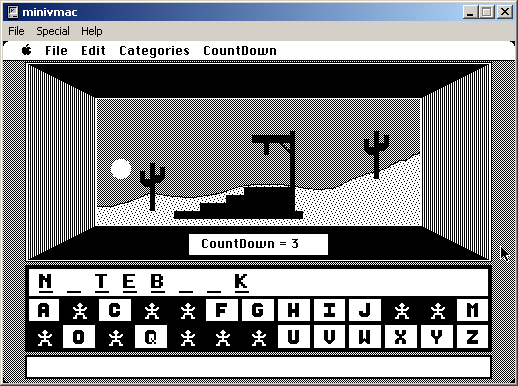 minivmac
File Special Help
File Edit Categories CountDown
CountDown = 3
N _ T E B _ _ K
A C F G H I J M
O Q U V W X Y Z